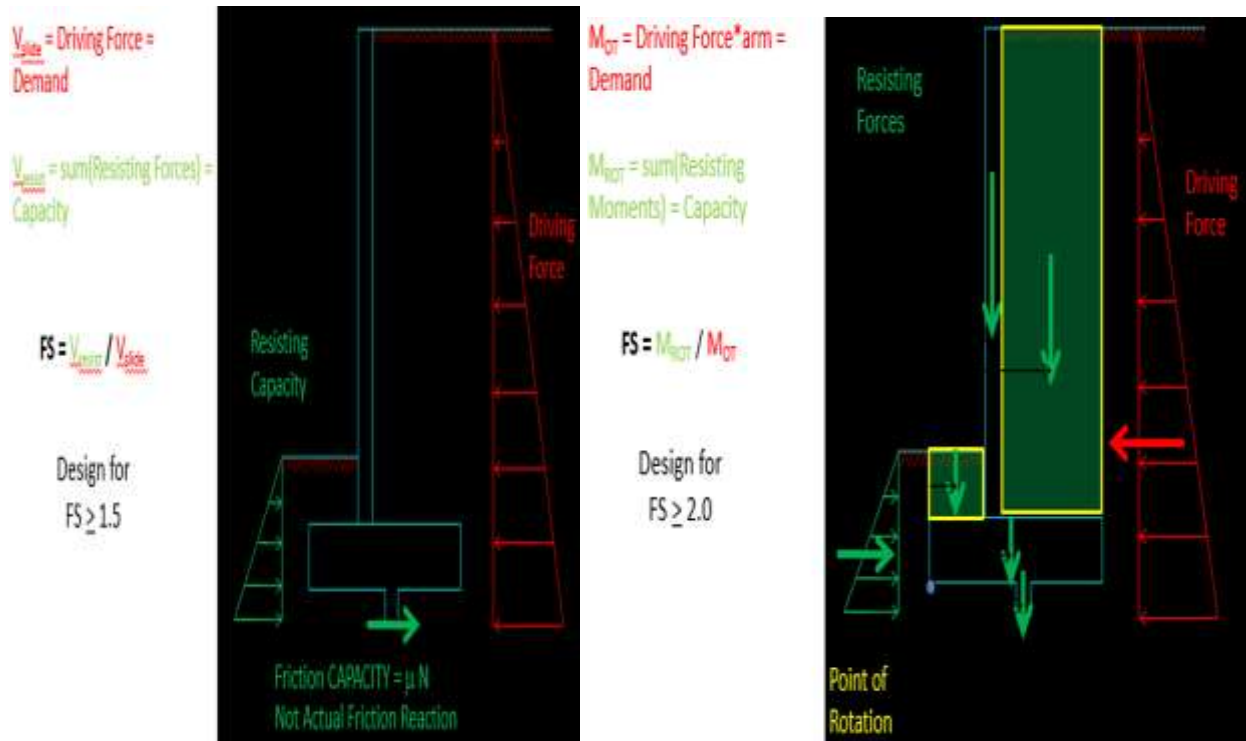 V_slide = Driving Force =
Demand
V_resist = sum(Resisting Forces) =
Capacity
FS = V_resist / V_slide
Design for
FS ≥ 1.5
Driving
Force
Resisting
Capacity
Friction CAPACITY = μ N
Not Actual Friction Reaction
M_OT = Driving Force*arm =
Demand
M_ROT = sum(Resisting
Moments) = Capacity
FS = M_ROT / M_OT
Design for
FS ≥ 2.0
Resisting
Forces
Driving
Force
Point of
Rotation